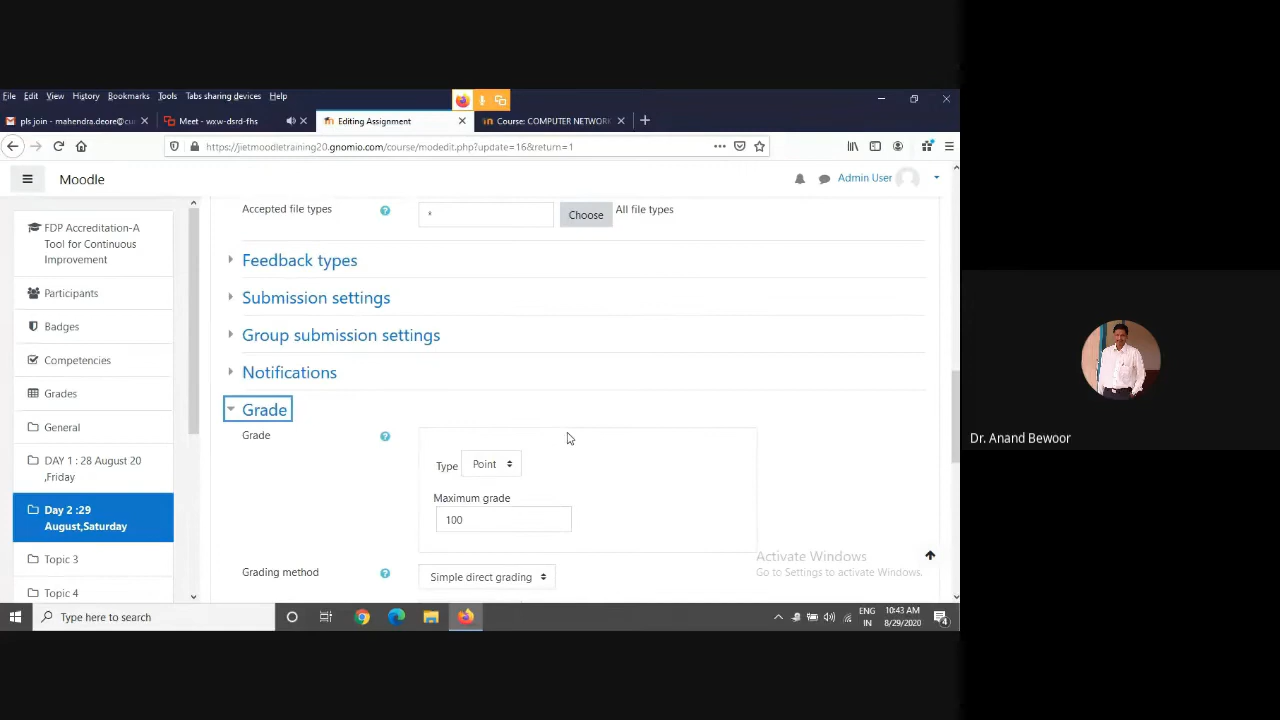 File Edit View History Bookmarks Tools Tabs sharing devices Help
pls join - mahendra.deore@cu
Meet - wxw-dsrd-fhs
Editing Assignment
Course: COMPUTER NETWOR
https://jietmoodletraining20.gnomio.com/course/modedit.php?update=16&return=1
Moodle
Admin User
FDP Accreditation-A
Tool for Continuous
Improvement
Participants
Badges
Competencies
Grades
General
DAY 1 : 28 August 20
,Friday
Day 2 :29
August,Saturday
Topic 3
Topic 4
Accepted file types
*
Choose
All file types
Feedback types
Submission settings
Group submission settings
Notifications
Grade
Grade
Type Point
Maximum grade
100
Grading method
Simple direct grading
Activate Windows
Go to Settings to activate Windows.
Type here to search
ENG
IN
10:43 AM
8/29/2020
4
Dr. Anand Bewoor